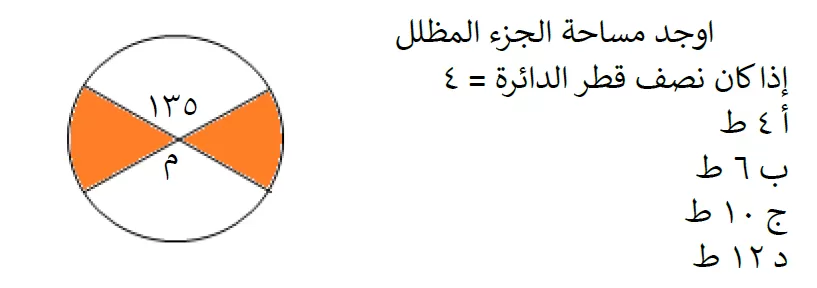 اوجد مساحة الجزء المظلل
إذا كان نصف قطر الدائرة = ٤
أ ٤ ط
ب ٦ ط
ج ١٠ ط
د ١٢ ط
١٣٥
م